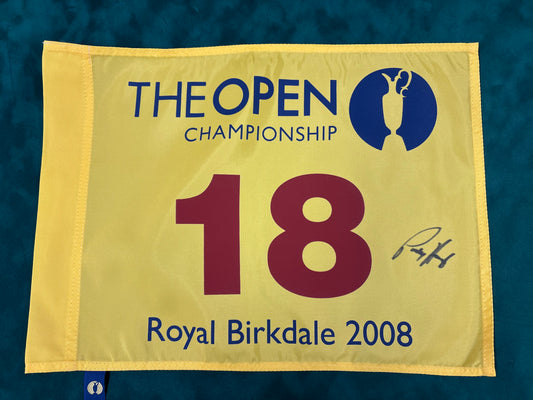 THE OPEN
CHAMPIONSHIP
18
Royal Birkdale 2008